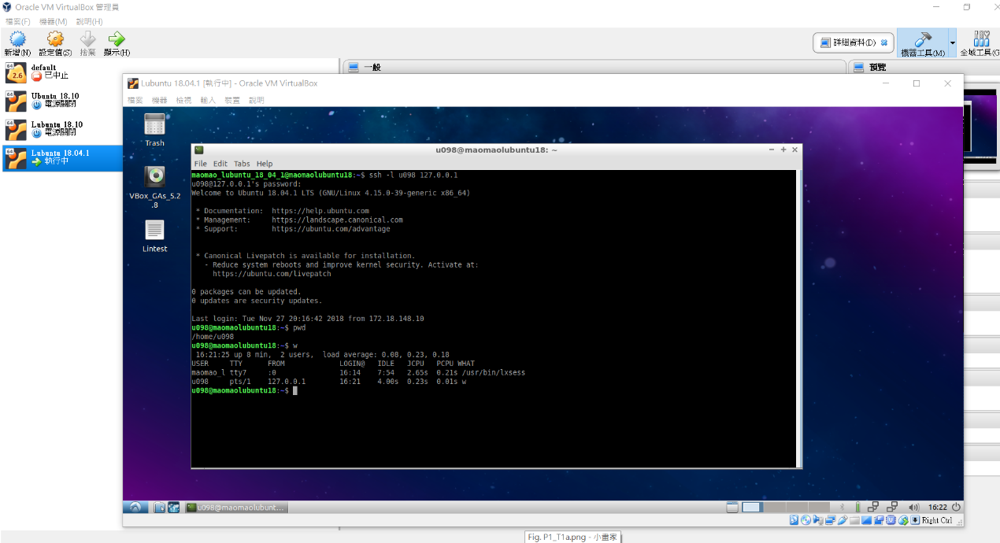 Oracle VM VirtualBox 管理員
檔案(F) 機器(M) 說明(H)
新增(N) 設定值(S) 捨棄 顯示(H)
詳細資料(D) 機器工具(M) 全域工具(G
64 2.6 default
已中止
64 Ubuntu 18.10
電源關閉
64 Lubuntu 18.10
電源關閉
64 Lubuntu 18.04.1
執行中
一般
預覽
Lubuntu 18.04.1 [執行中] - Oracle VM VirtualBox
檔案 機器 檢視 輸入 裝置 說明
Trash
VBox_GAs_5.2
.8
Lintest
u098@maomaolubuntu18: ~
File Edit Tabs Help
maomao_lubuntu_18_04_1@maomaolubuntu18:~$ ssh -l u098 127.0.0.1
u098@127.0.0.1's password:
Welcome to Ubuntu 18.04.1 LTS (GNU/Linux 4.15.0-39-generic x86_64)
* Documentation: https://help.ubuntu.com
* Management: https://landscape.canonical.com
* Support: https://ubuntu.com/advantage
* Canonical Livepatch is available for installation.
- Reduce system reboots and improve kernel security. Activate at:
https://ubuntu.com/livepatch
0 packages can be updated.
0 updates are security updates.
Last login: Tue Nov 27 20:16:42 2018 from 172.18.148.10
u098@maomaolubuntu18:~$ pwd
/home/u098
u098@maomaolubuntu18:~$ w
16:21:25 up 8 min, 2 users, load average: 0.08, 0.23, 0.18
USER TTY FROM LOGIN@ IDLE JCPU PCPU WHAT
maomao_l tty7 :0 16:14 7:54 2.65s 0.21s /usr/bin/lxsess
u098 pts/1 127.0.0.1 16:21 4.00s 0.23s 0.01s w
u098@maomaolubuntu18:~$
u098@maomaolubunt...
16:22
Right Ctrl
Fig. P1_T1a.png - 小畫家